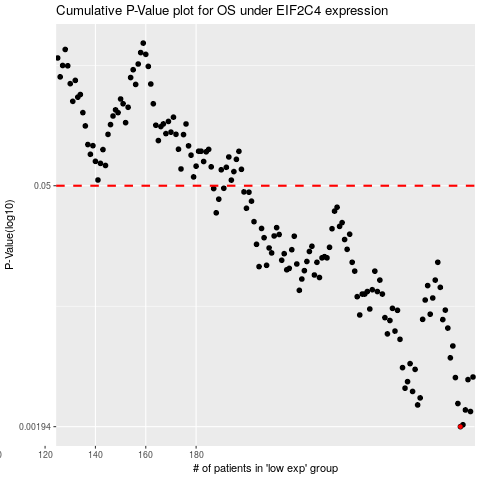 Cumulative P-Value plot for OS under EIF2C4 expression
P-Value(log10)
0.05
0.00194
0 120 140 160 180
# of patients in 'low exp' group